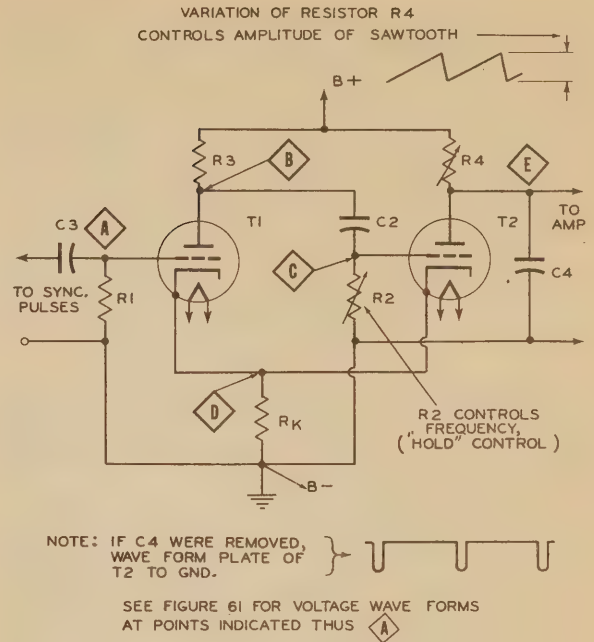 VARIATION OF RESISTOR R4
CONTROLS AMPLITUDE OF SAWTOOTH
B+
R3
B
R4
E
T1
T2
C3
A
C2
TO
AMP
C
C4
TO SYNC.
PULSES
R1
R2
D
RK
R2 CONTROLS
FREQUENCY,
("HOLD" CONTROL)
B-
NOTE: IF C4 WERE REMOVED,
WAVE FORM PLATE OF
T2 TO GND.
SEE FIGURE 61 FOR VOLTAGE WAVE FORMS
AT POINTS INDICATED THUS A